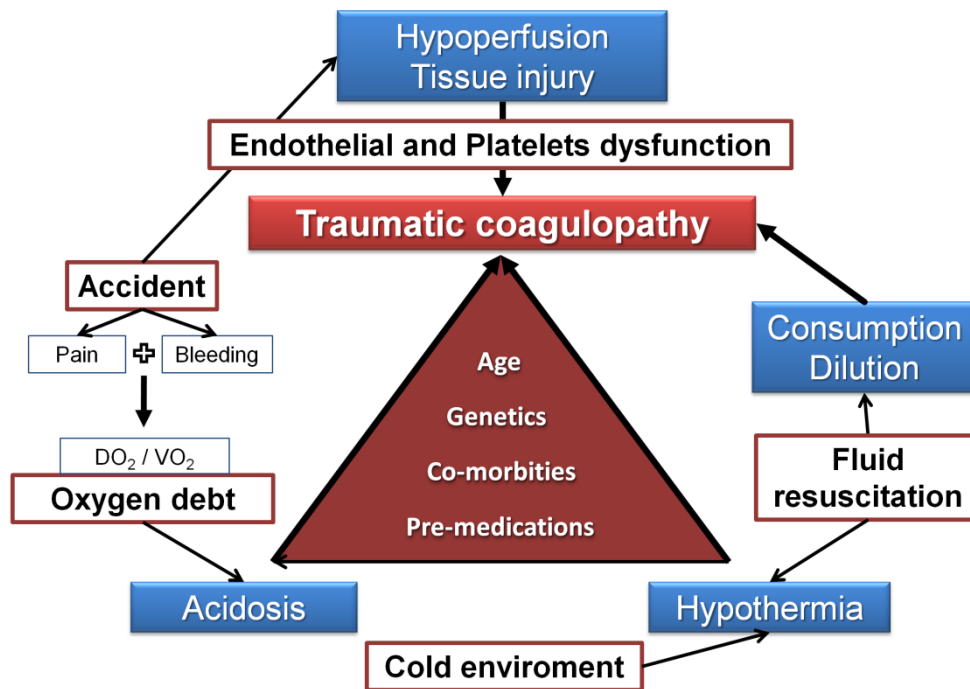 Hypoperfusion
Tissue injury
Endothelial and Platelets dysfunction
Traumatic coagulopathy
Accident
Pain
Bleeding
DO₂ / VO₂
Oxygen debt
Acidosis
Age
Genetics
Co-morbities
Pre-medications
Consumption
Dilution
Fluid
resuscitation
Hypothermia
Cold enviroment